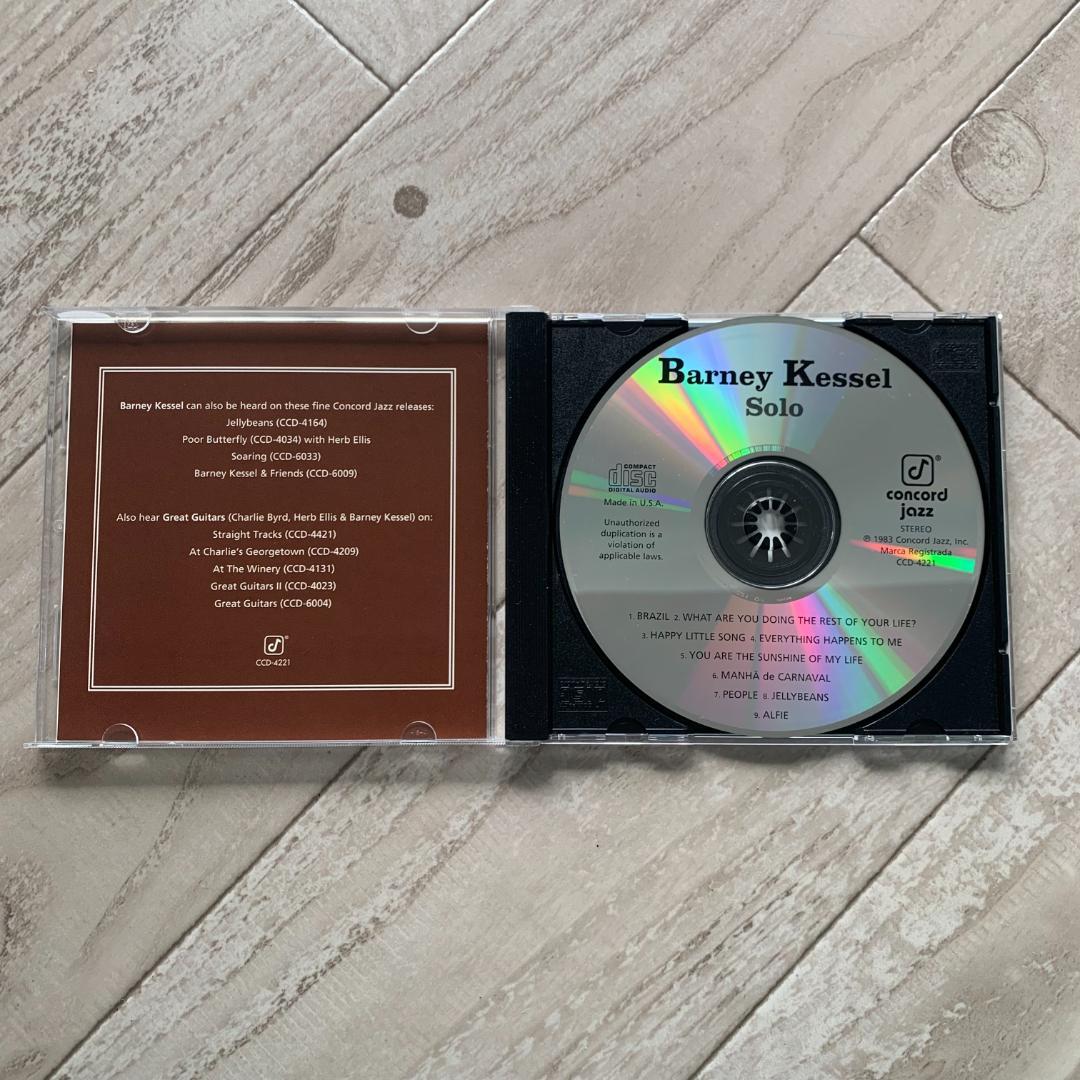 Barney Kessel can also be heard on these fine Concord Jazz releases:
Jellybeans (CCD-4164)
Poor Butterfly (CCD-4034) with Herb Ellis
Soaring (CCD-6033)
Barney Kessel & Friends (CCD-6009)
Also hear Great Guitars (Charlie Byrd, Herb Ellis & Barney Kessel) on:
Straight Tracks (CCD-4421)
At Charlie's Georgetown (CCD-4209)
At The Winery (CCD-4131)
Great Guitars II (CCD-4023)
Great Guitars (CCD-6004)
®
CCD-4221
Barney Kessel
Solo
COMPACT
disc
DIGITAL AUDIO
Made in U.S.A.
Unauthorized
duplication is a
violation of
applicable laws.
®
concord
jazz
STEREO
℗ 1983 Concord Jazz, Inc.
Marca Registrada
CCD-4221
1. BRAZIL 2. WHAT ARE YOU DOING THE REST OF YOUR LIFE?
3. HAPPY LITTLE SONG 4. EVERYTHING HAPPENS TO ME
5. YOU ARE THE SUNSHINE OF MY LIFE
6. MANHÃ de CARNAVAL
7. PEOPLE 8. JELLYBEANS
9. ALFIE